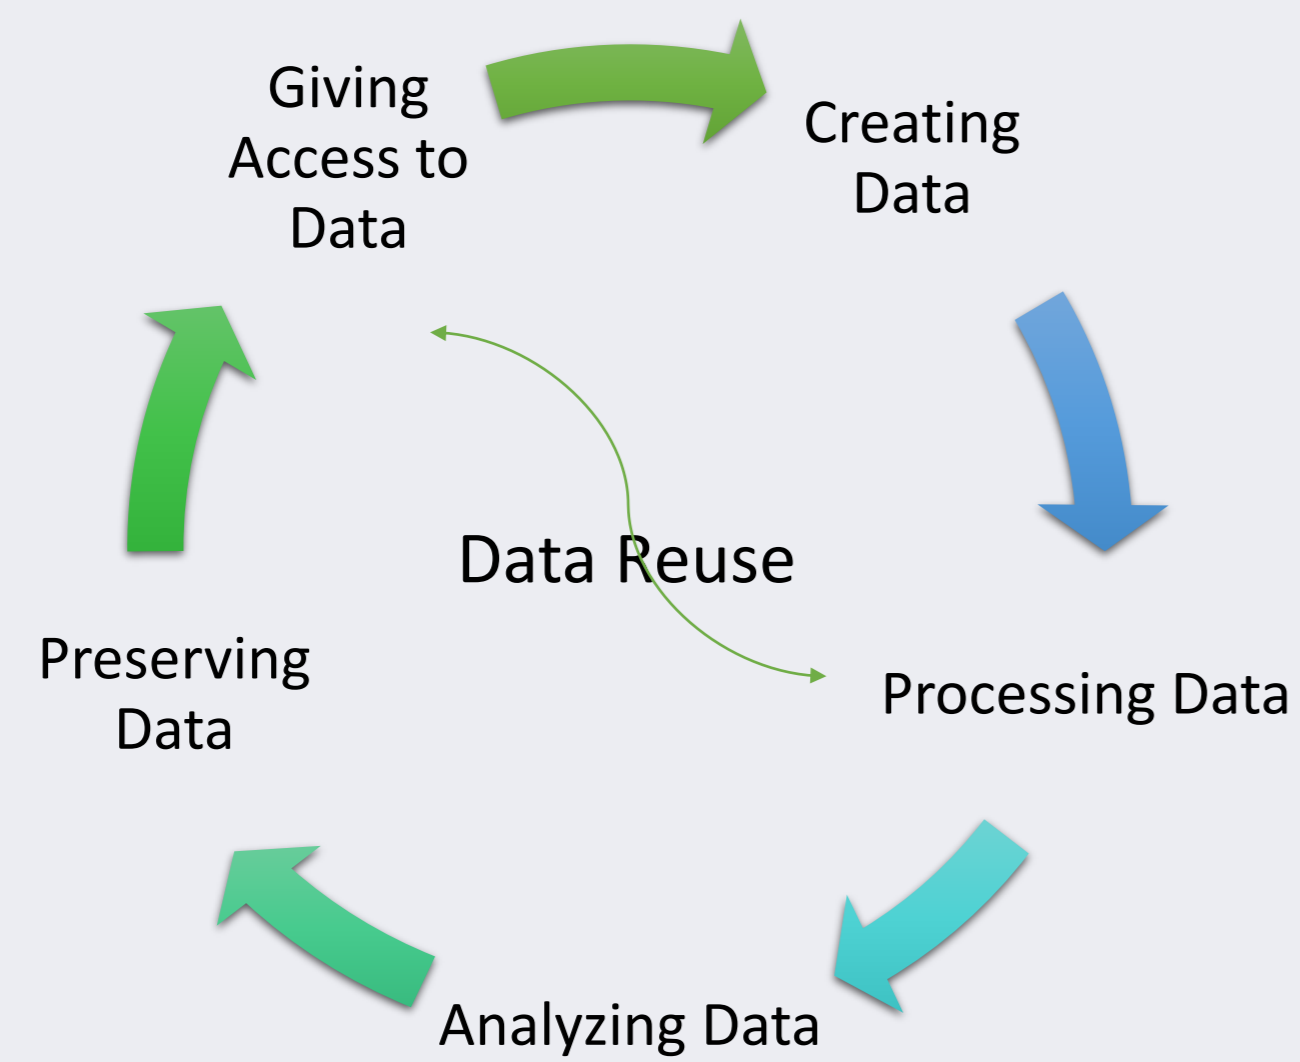 Giving
Access to
Data
Creating
Data
Data Reuse
Processing Data
Preserving
Data
Analyzing Data